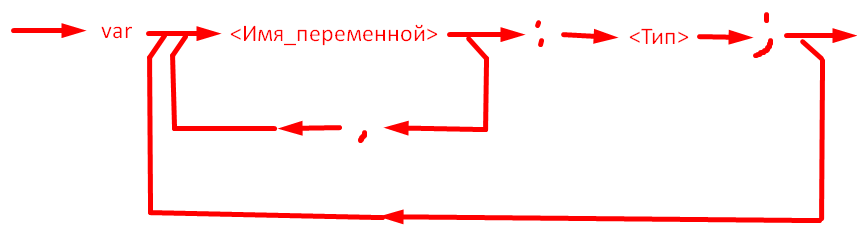 var <Имя_переменной> : <Тип> ;
,